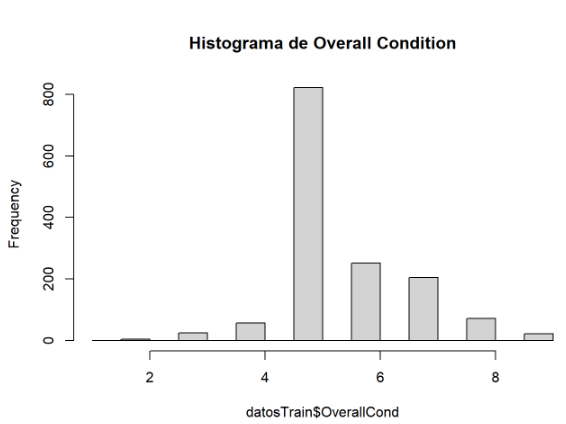 Histograma de Overall Condition
Frequency
800
600
400
200
0
2 4 6 8
datosTrain$OverallCond